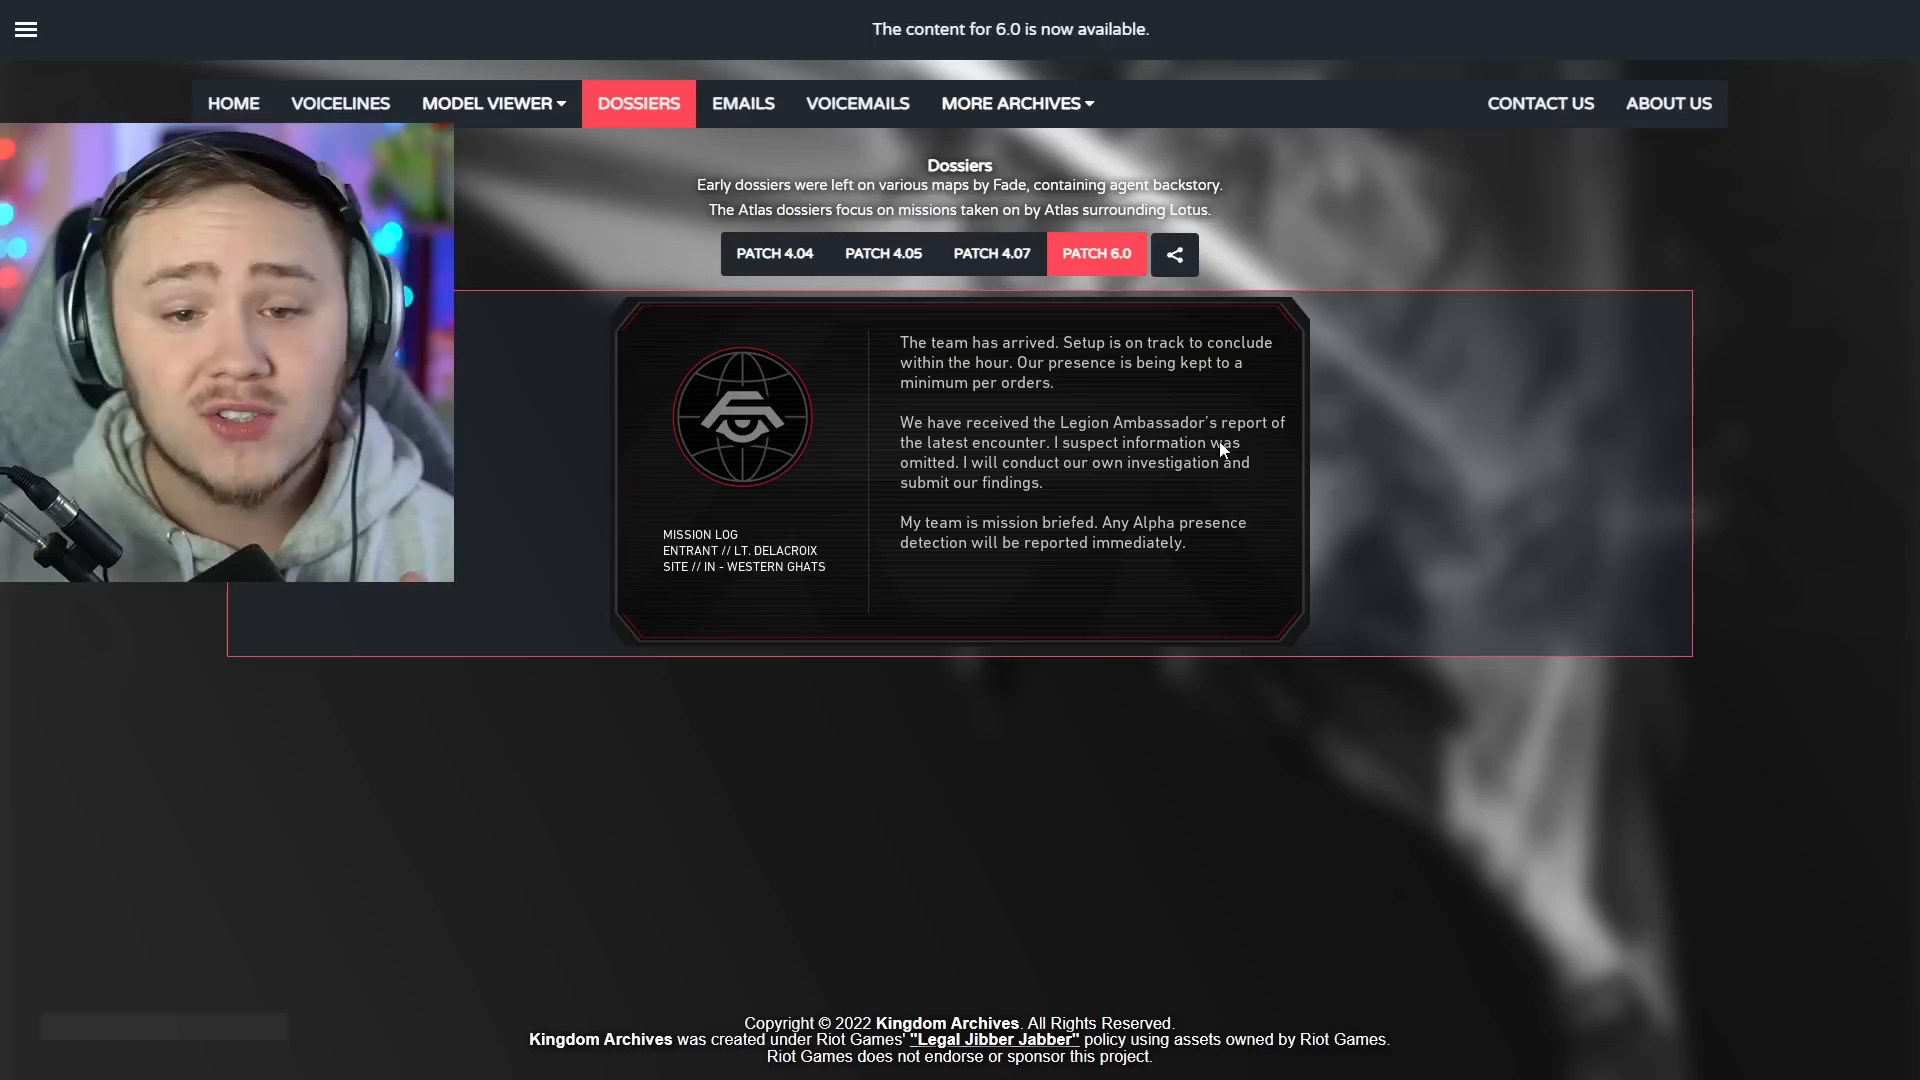 The content for 6.0 is now available.
HOME VOICELINES MODEL VIEWER DOSSIERS EMAILS VOICEMAILS MORE ARCHIVES CONTACT US ABOUT US
Dossiers
Early dossiers were left on various maps by Fade, containing agent backstory.
The Atlas dossiers focus on missions taken on by Atlas surrounding Lotus.
PATCH 4.04 PATCH 4.05 PATCH 4.07 PATCH 6.0
The team has arrived. Setup is on track to conclude
within the hour. Our presence is being kept to a
minimum per orders.
We have received the Legion Ambassador's report of
the latest encounter. I suspect information was
omitted. I will conduct our own investigation and
submit our findings.
My team is mission briefed. Any Alpha presence
detection will be reported immediately.
MISSION LOG
ENTRANT // LT. DELACROIX
SITE // IN - WESTERN GHATS
Copyright © 2022 Kingdom Archives. All Rights Reserved.
Kingdom Archives was created under Riot Games' "Legal Jibber Jabber" policy using assets owned by Riot Games.
Riot Games does not endorse or sponsor this project.